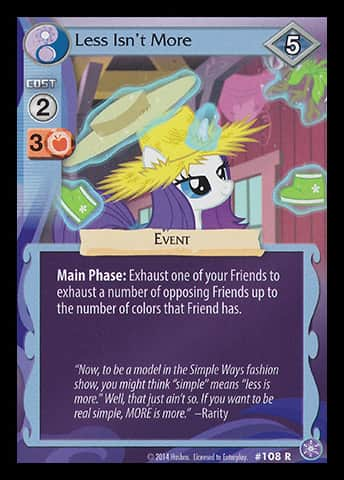 Less Isn't More
5
COST
2
3
EVENT
Main Phase: Exhaust one of your Friends to
exhaust a number of opposing Friends up to
the number of colors that Friend has.
"Now, to be a model in the Simple Ways fashion
show, you might think "simple" means "less is
more." Well, that just ain't so. If you want to be
real simple, MORE is more." –Rarity
© 2014 Hasbro. Licensed to Enterplay. #108 R